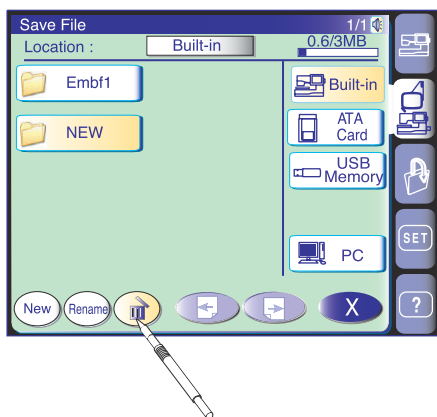 Save File 1/1
Location : Built-in 0.6/3MB
Embf1
NEW
Built-in
ATA
Card
USB
Memory
PC
New Rename X
SET
?